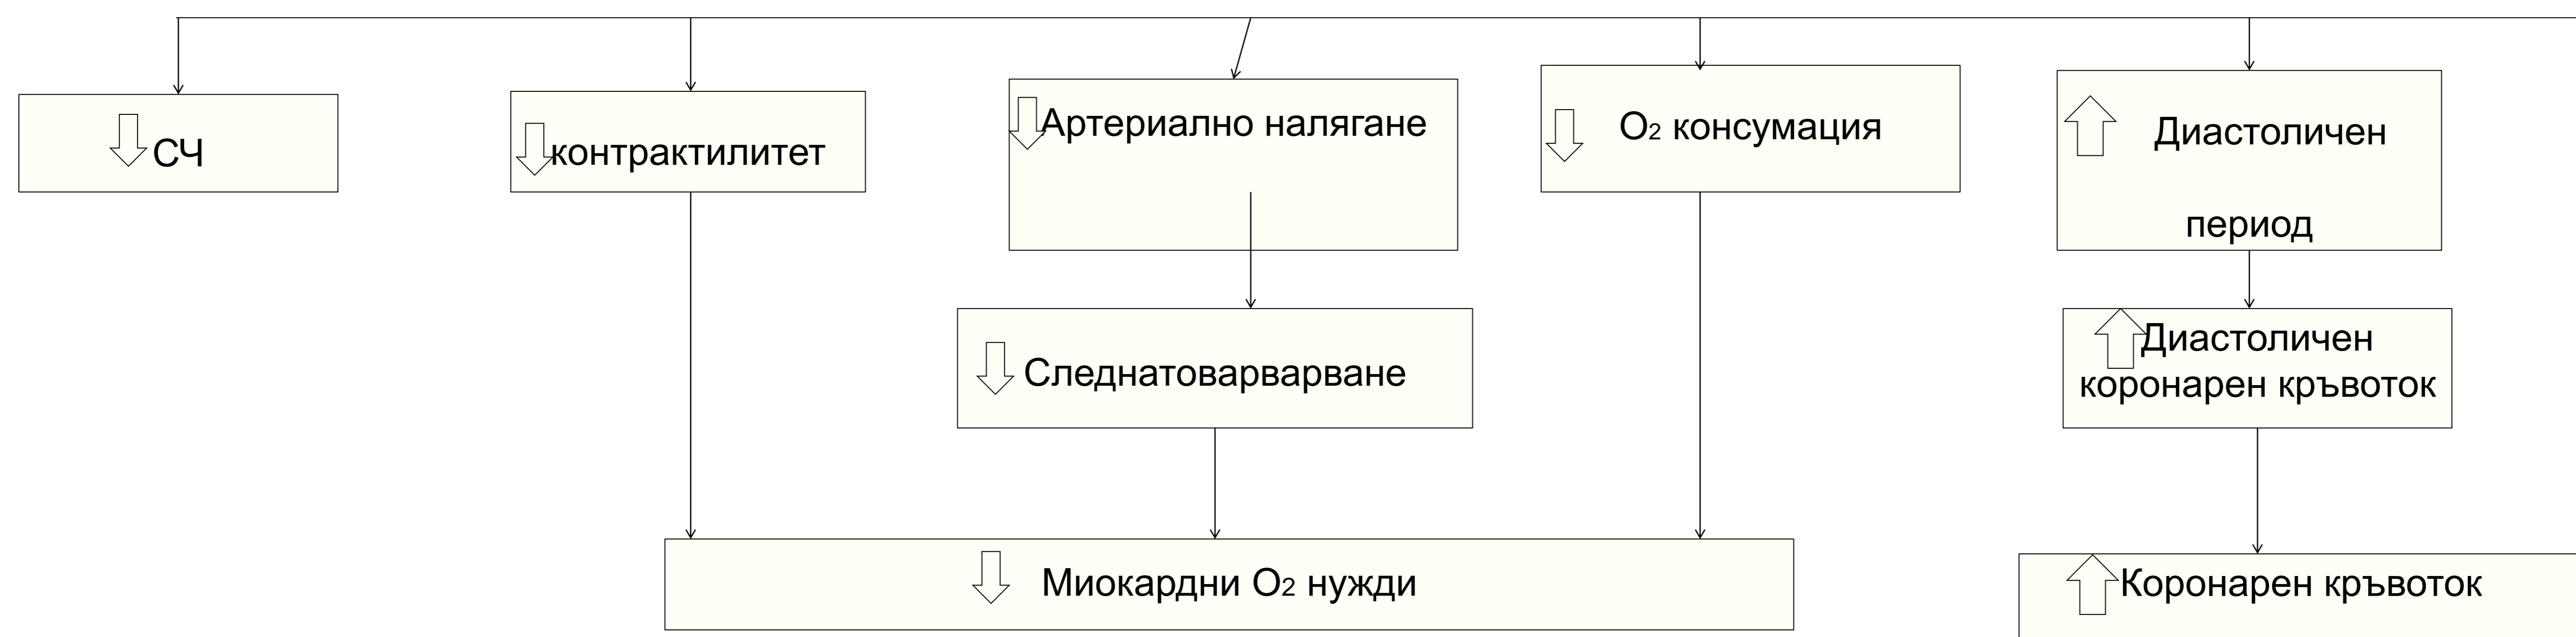 СЧ
контрактилитет
Артериално налягане
O2 консумация
Диастоличен
период
Следнатоварварване
Диастоличен
коронарен кръвоток
Миокардни O2 нужди
Коронарен кръвоток